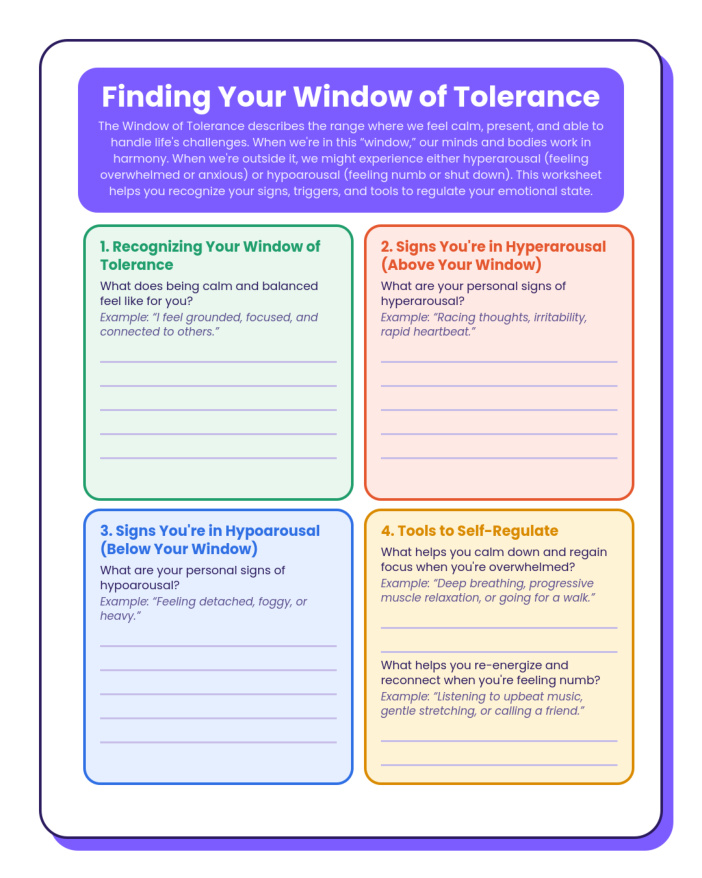 Finding Your Window of Tolerance
The Window of Tolerance describes the range where we feel calm, present, and able to
handle life's challenges. When we're in this “window,” our minds and bodies work in
harmony. When we're outside it, we might experience either hyperarousal (feeling
overwhelmed or anxious) or hypoarousal (feeling numb or shut down). This worksheet
helps you recognize your signs, triggers, and tools to regulate your emotional state.
1. Recognizing Your Window of
Tolerance
What does being calm and balanced
feel like for you?
Example: “I feel grounded, focused, and
connected to others.”
2. Signs You're in Hyperarousal
(Above Your Window)
What are your personal signs of
hyperarousal?
Example: “Racing thoughts, irritability,
rapid heartbeat.”
3. Signs You're in Hypoarousal
(Below Your Window)
What are your personal signs of
hypoarousal?
Example: “Feeling detached, foggy, or
heavy.”
4. Tools to Self-Regulate
What helps you calm down and regain
focus when you're overwhelmed?
Example: “Deep breathing, progressive
muscle relaxation, or going for a walk.”
What helps you re-energize and
reconnect when you're feeling numb?
Example: “Listening to upbeat music,
gentle stretching, or calling a friend.”